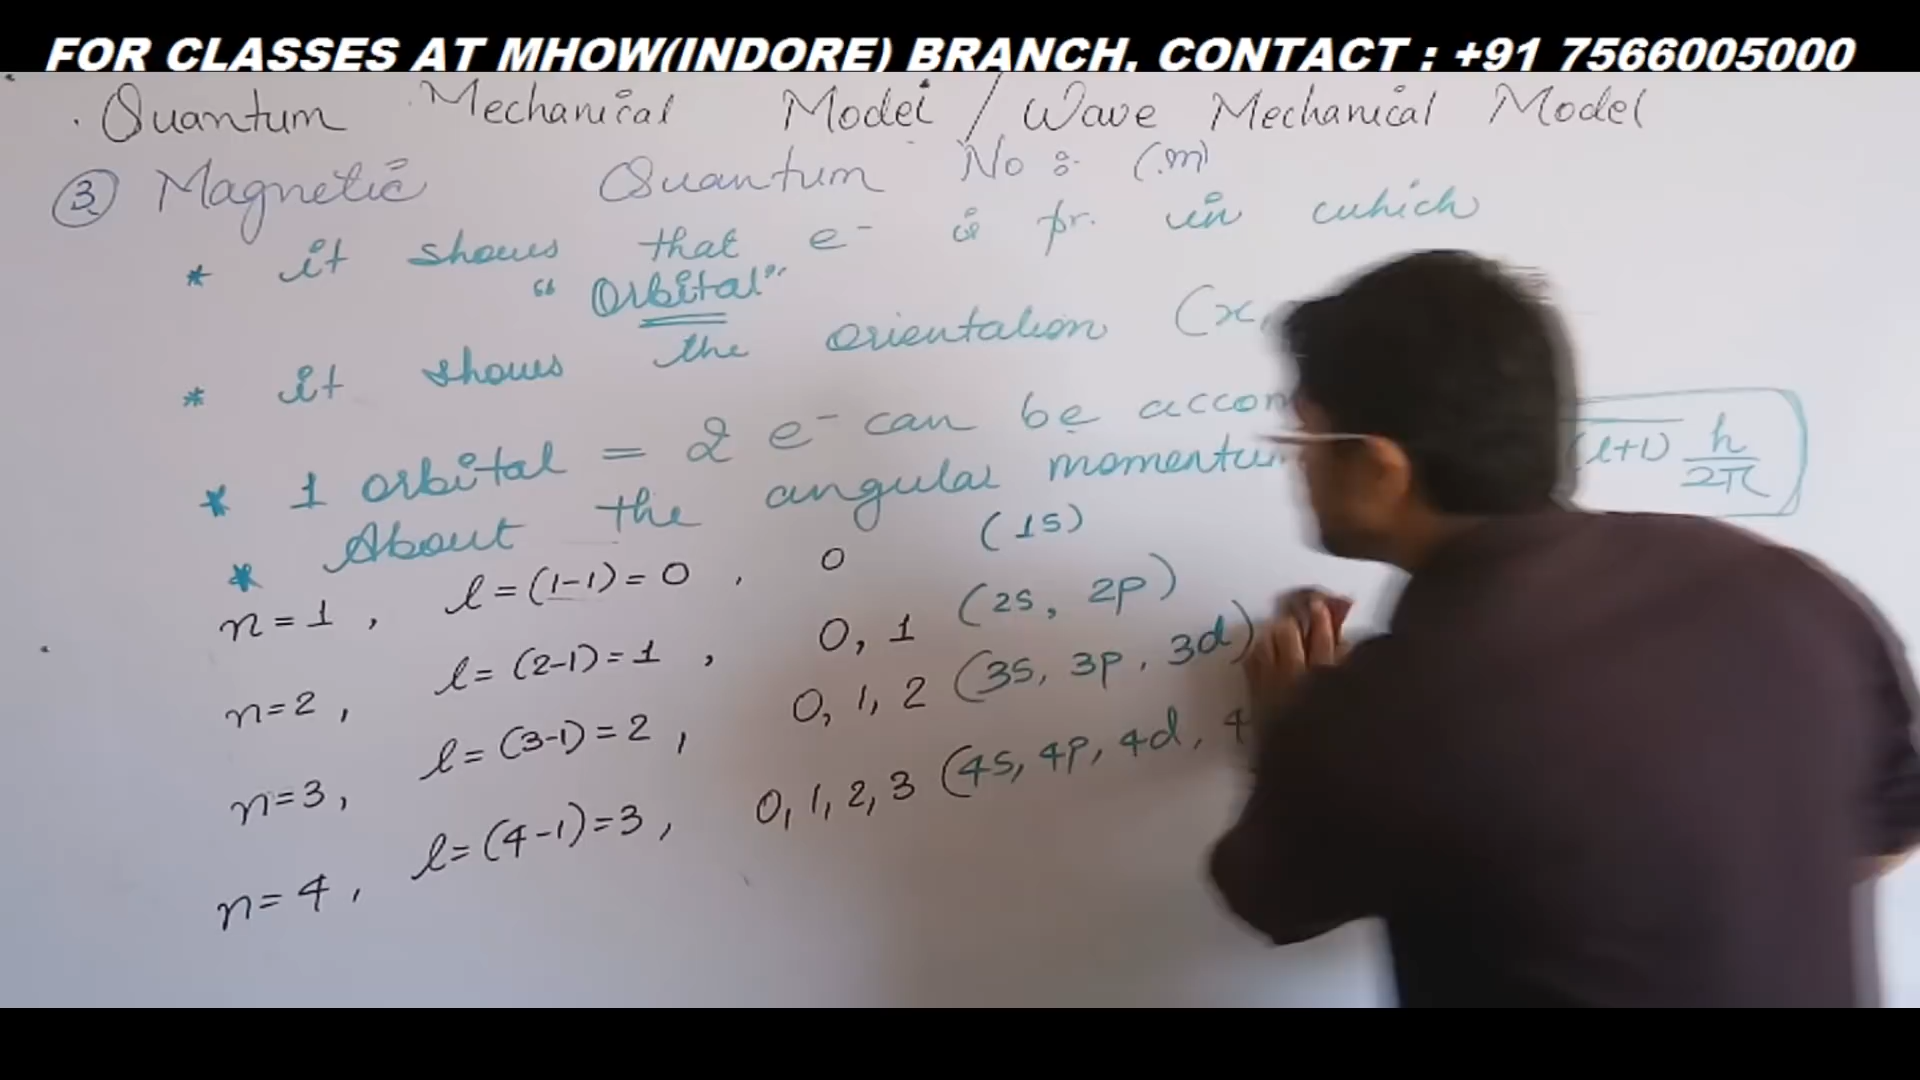 FOR CLASSES AT MHOW(INDORE) BRANCH, CONTACT : +91 7566005000
Quantum Mechanical Model / Wave Mechanical Model
③ Magnetic Quantum No : (m)
* it shows that e⁻ is pr. in which
"Orbital"
* it shows the orientation (x,
* 1 orbital = 2 e⁻ can be accom
* About the angular momentum (l+1) h/2π
n=1, l=(1-1)=0, 0 (1s)
n=2, l=(2-1)=1, 0, 1 (2s, 2p)
n=3, l=(3-1)=2, 0, 1, 2 (3s, 3p, 3d)
n=4, l=(4-1)=3, 0, 1, 2, 3 (4s, 4p, 4d, 4